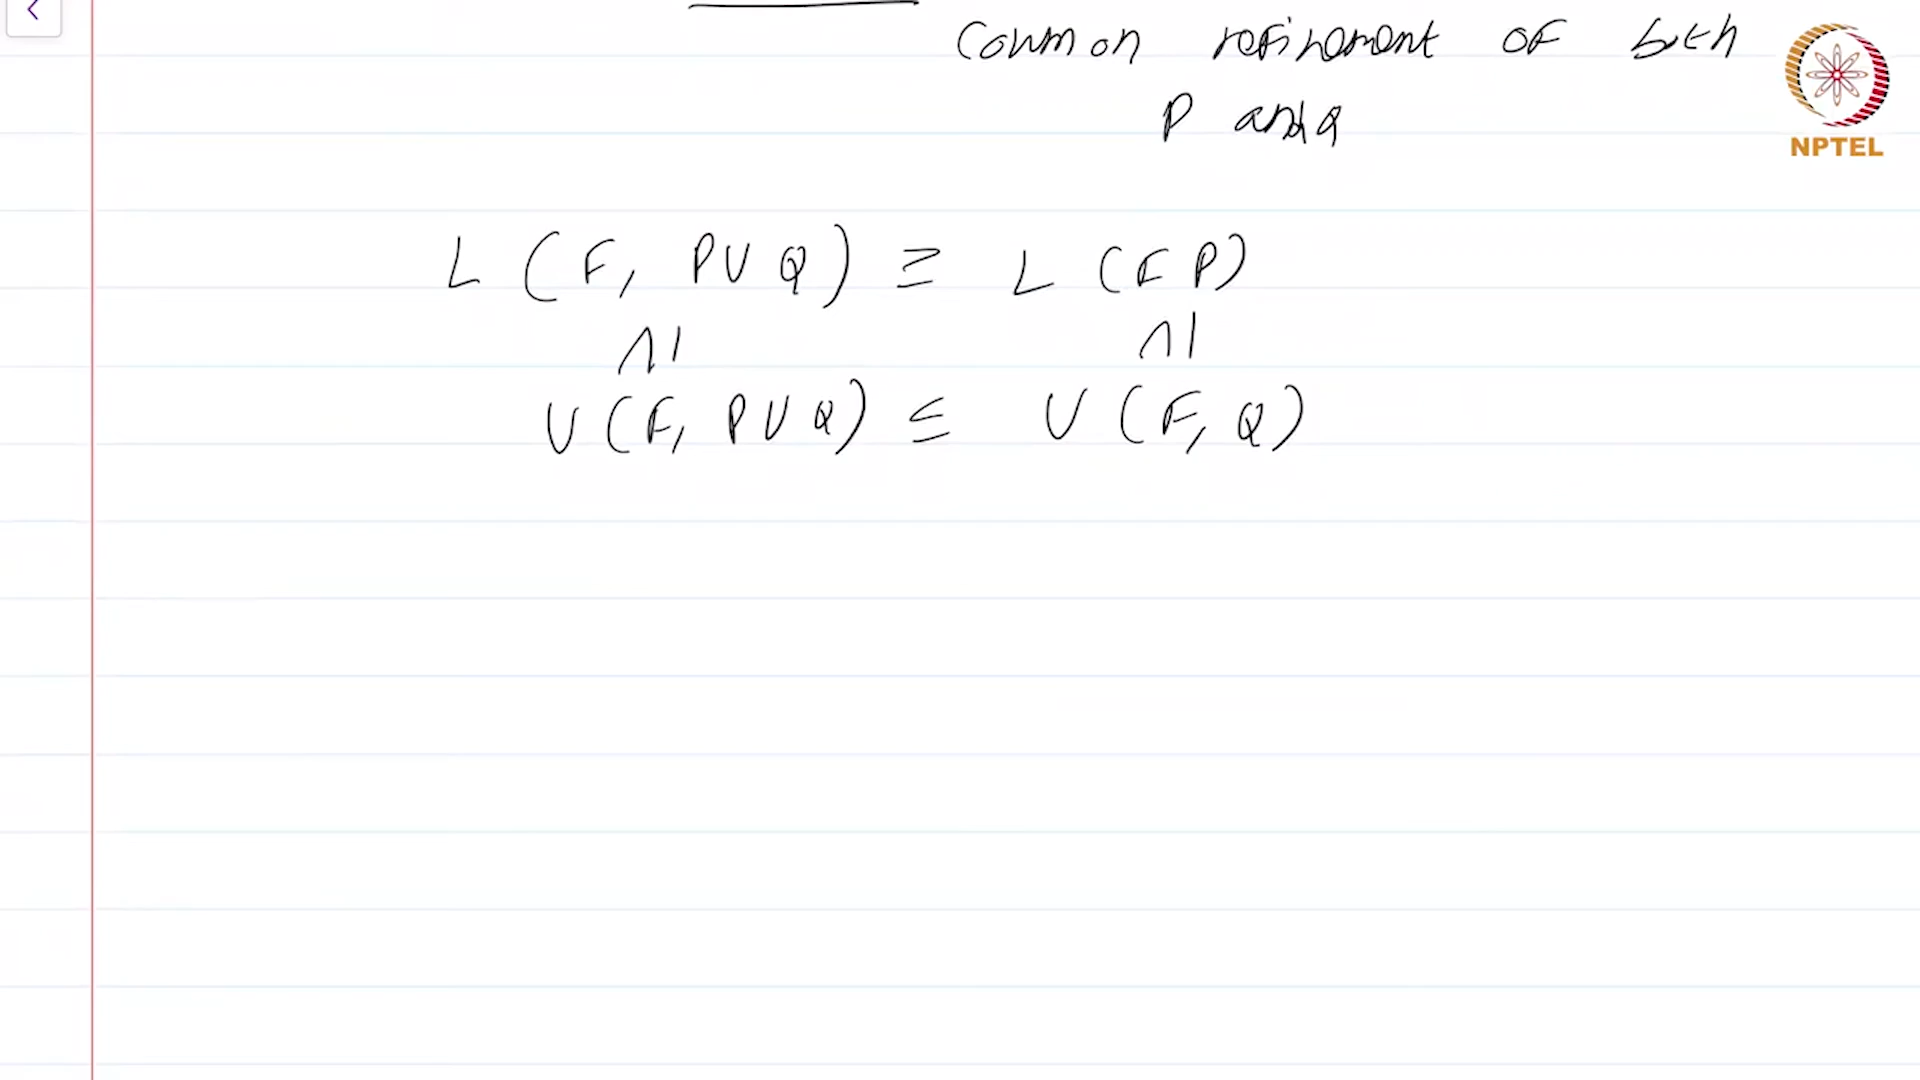 Common refinement of both
P and Q
NPTEL
L (F, P U Q) ≥ L (F P)
∧| ∧|
U (F, P U Q) ≤ U (F, Q)